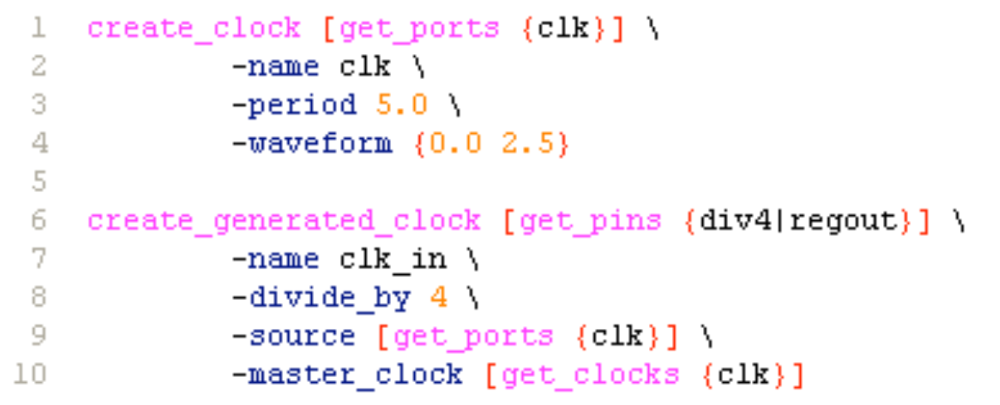 1 create_clock [get_ports {clk}] \
2 -name clk \
3 -period 5.0 \
4 -waveform {0.0 2.5}
5
6 create_generated_clock [get_pins {div4|regout}] \
7 -name clk_in \
8 -divide_by 4 \
9 -source [get_ports {clk}] \
10 -master_clock [get_clocks {clk}]